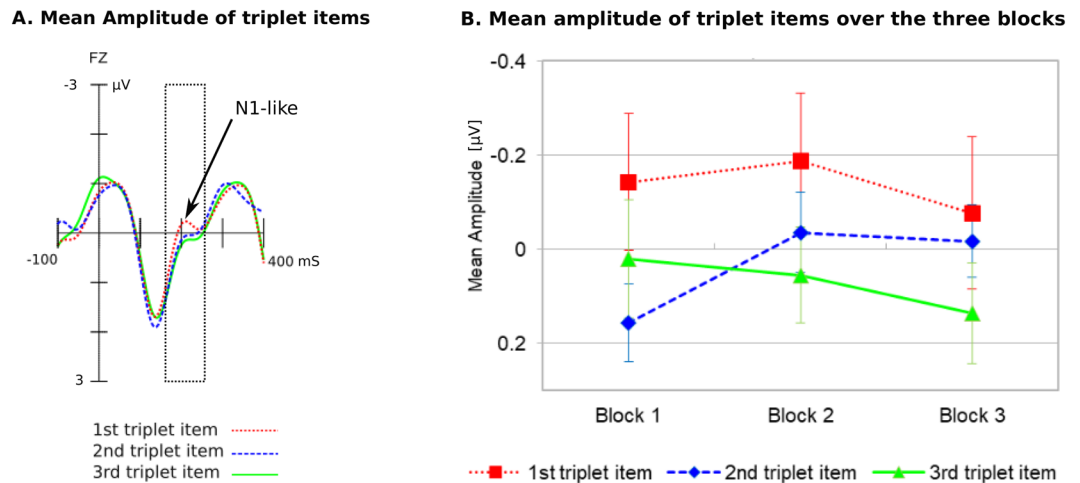 A. Mean Amplitude of triplet items
FZ
-3 μV
N1-like
-100
400 mS
3
1st triplet item
2nd triplet item
3rd triplet item
B. Mean amplitude of triplet items over the three blocks
Mean Amplitude [μV]
-0.4
-0.2
0
0.2
Block 1 Block 2 Block 3
1st triplet item 2nd triplet item 3rd triplet item